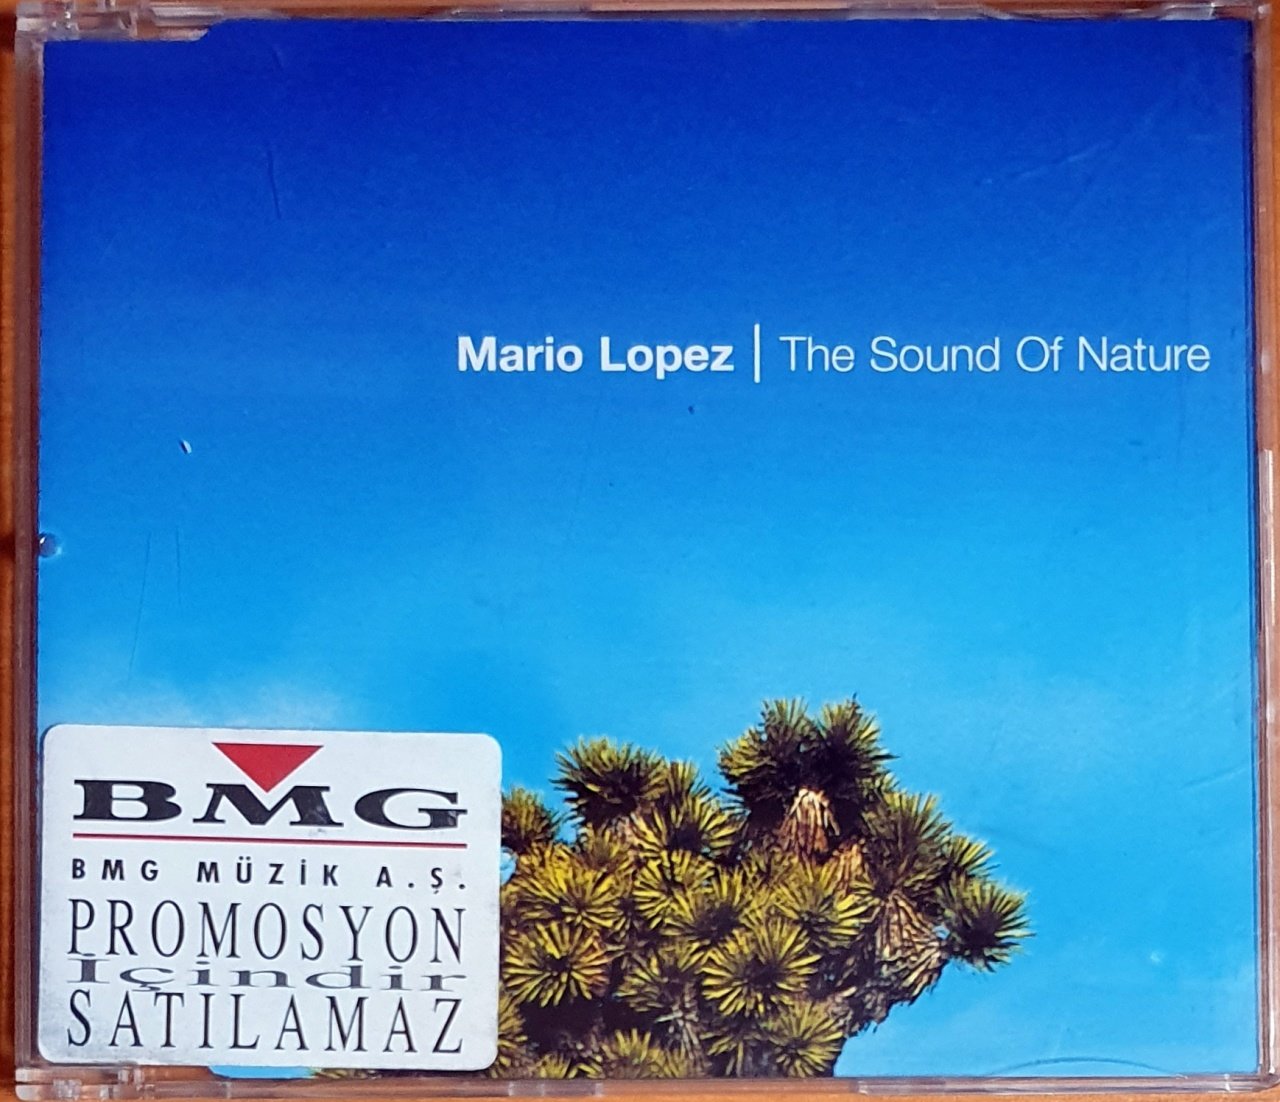 Mario Lopez | The Sound Of Nature
BMG
BMG MÜZİK A.Ş.
PROMOSYON
İçindir
SATILAMAZ